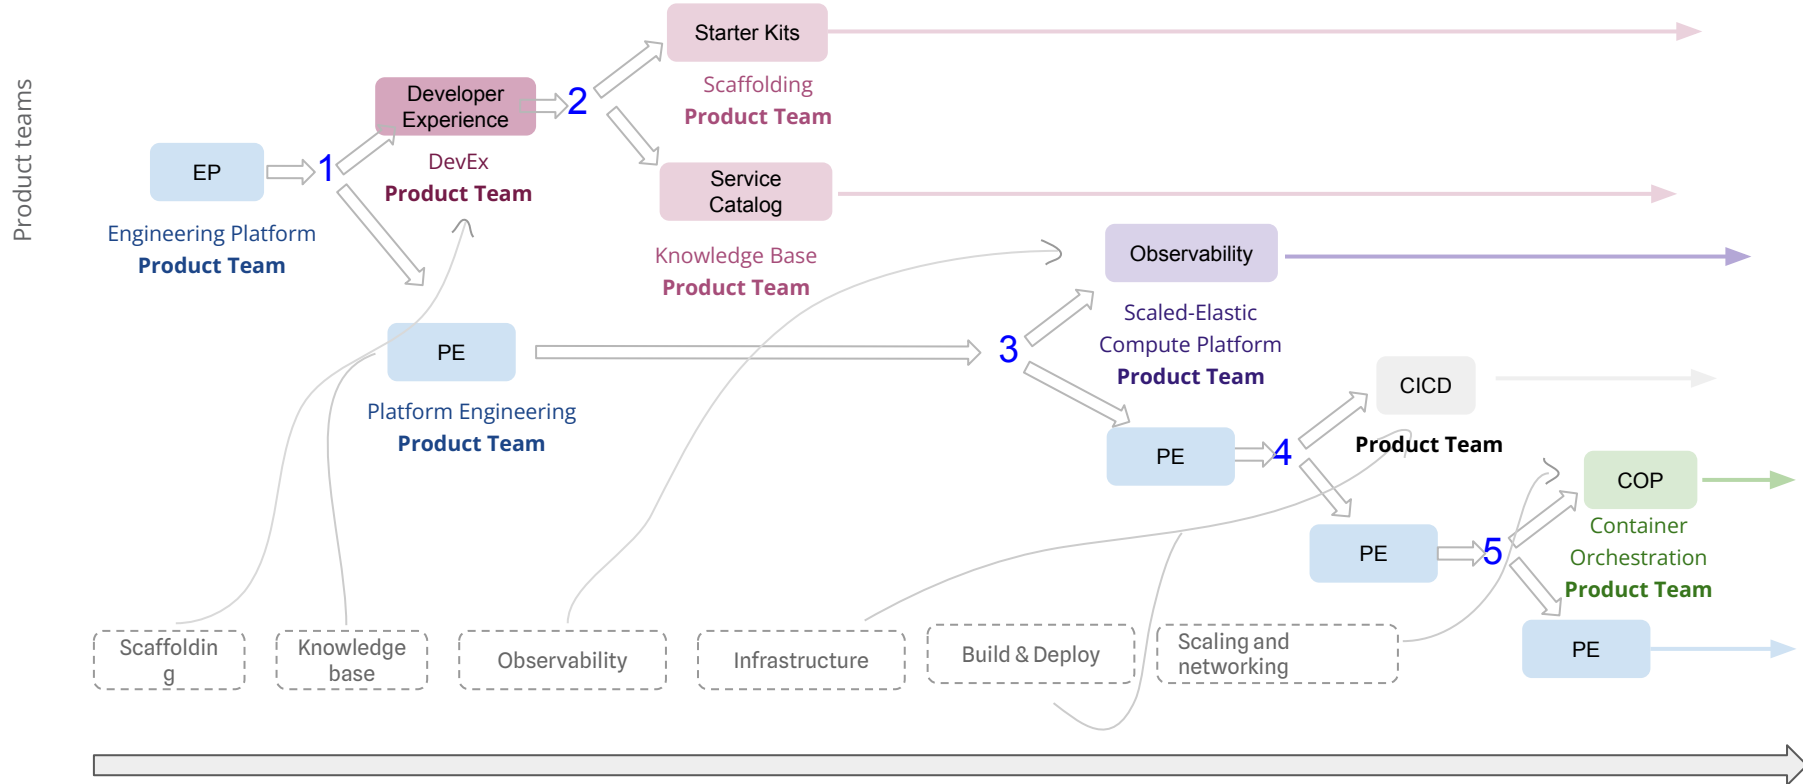 Product teams
EP
Engineering Platform
Product Team
1
Developer
Experience
DevEx
Product Team
2
Starter Kits
Scaffolding
Product Team
Service
Catalog
Knowledge Base
Product Team
PE
Platform Engineering
Product Team
3
Observability
Scaled-Elastic
Compute Platform
Product Team
PE
4
CICD
Product Team
PE
5
COP
Container
Orchestration
Product Team
PE
Scaffoldin
g
Knowledge
base
Observability
Infrastructure
Build & Deploy
Scaling and
networking